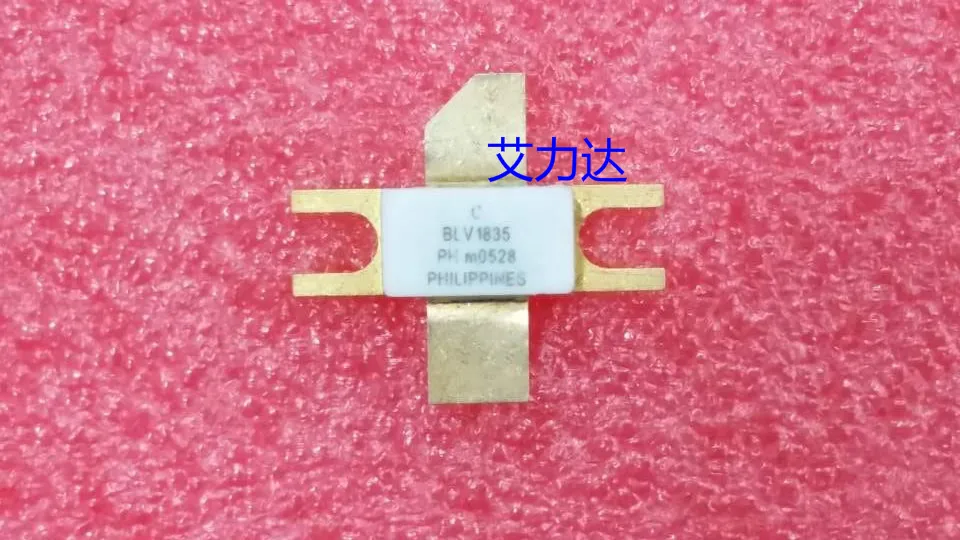 艾力达
C
BLV1835
PH m0528
PHILIPPINES